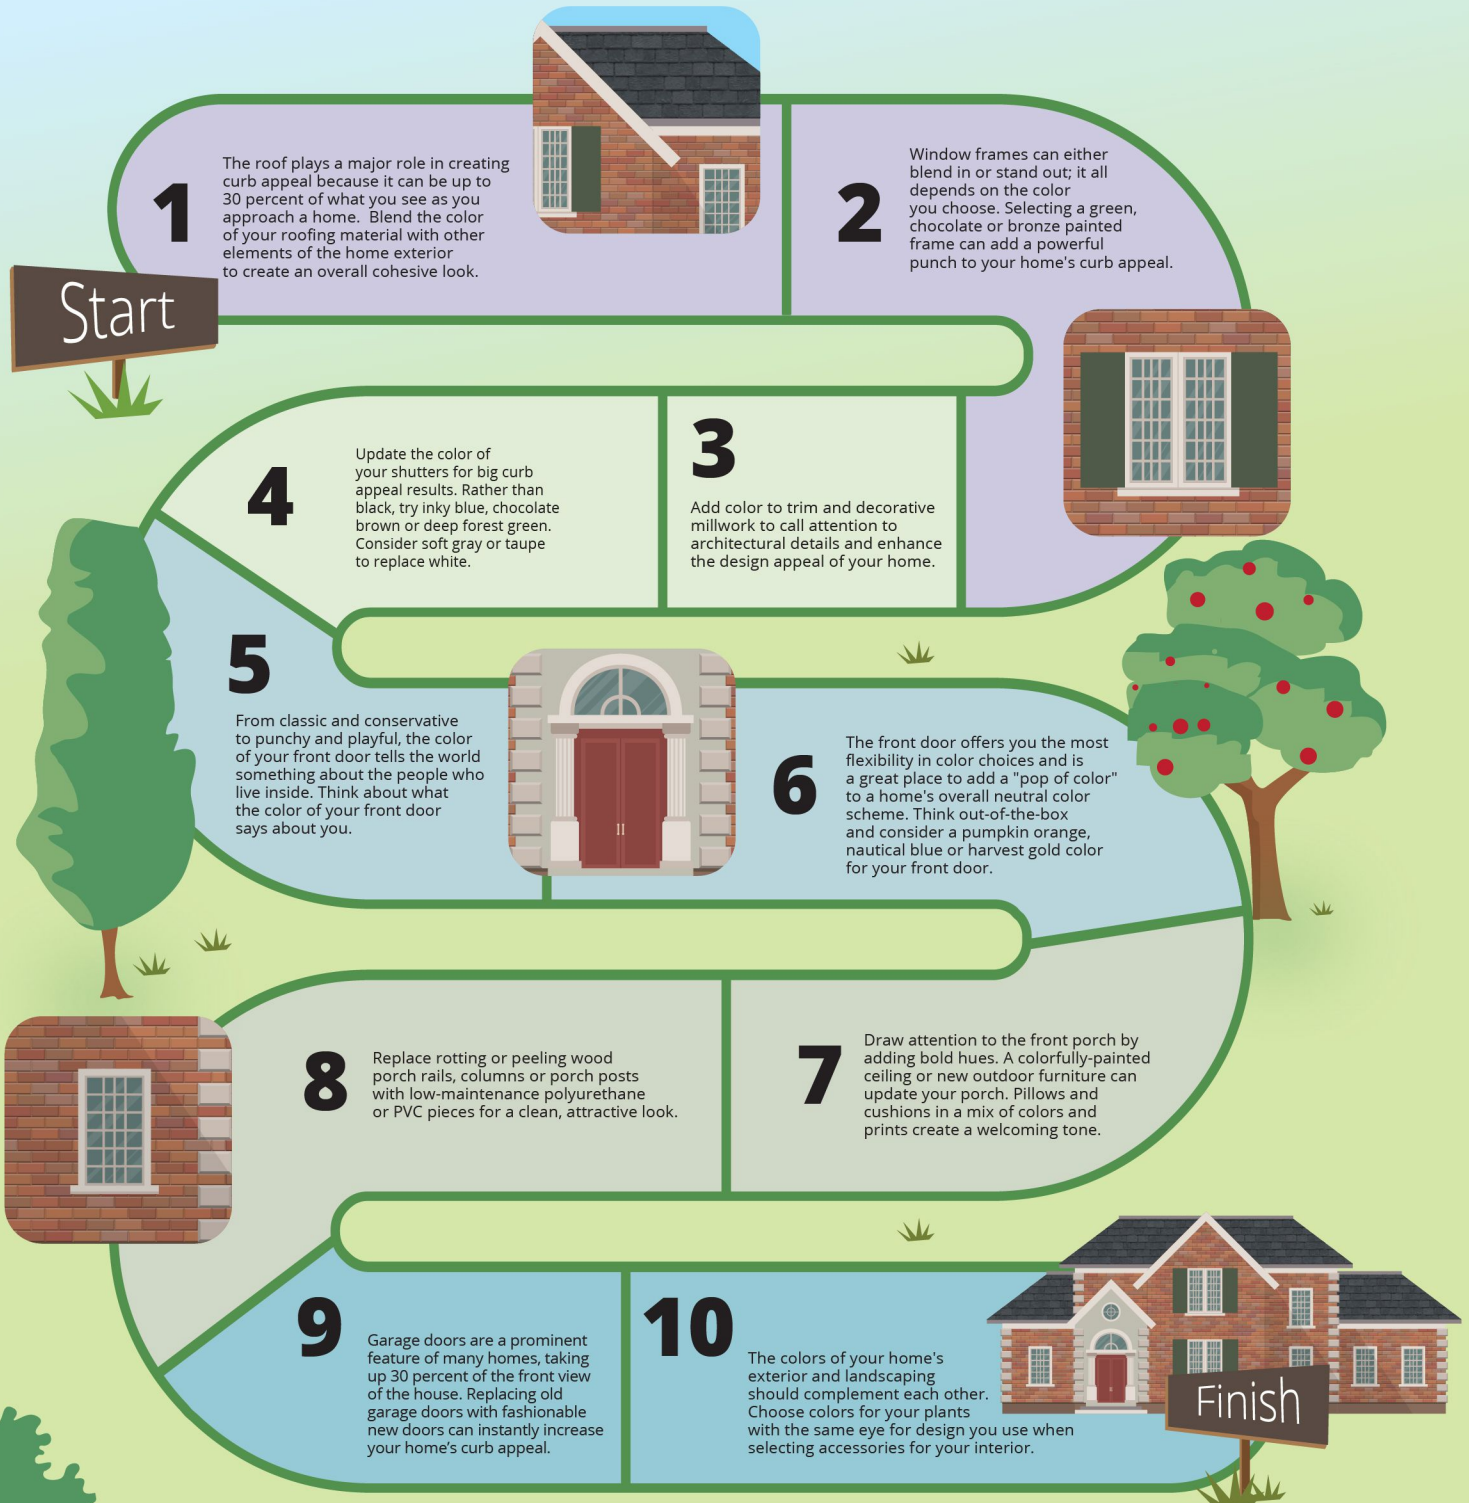 Start
1
The roof plays a major role in creating
curb appeal because it can be up to
30 percent of what you see as you
approach a home.  Blend the color
of your roofing material with other
elements of the home exterior
to create an overall cohesive look.
2
Window frames can either
blend in or stand out; it all
depends on the color
you choose. Selecting a green,
chocolate or bronze painted
frame can add a powerful
punch to your home's curb appeal.
3
Add color to trim and decorative
millwork to call attention to
architectural details and enhance
the design appeal of your home.
4
Update the color of
your shutters for big curb
appeal results. Rather than
black, try inky blue, chocolate
brown or deep forest green.
Consider soft gray or taupe
to replace white.
5
From classic and conservative
to punchy and playful, the color
of your front door tells the world
something about the people who
live inside. Think about what
the color of your front door
says about you.
6
The front door offers you the most
flexibility in color choices and is
a great place to add a "pop of color"
to a home's overall neutral color
scheme. Think out-of-the-box
and consider a pumpkin orange,
nautical blue or harvest gold color
for your front door.
7
Draw attention to the front porch by
adding bold hues. A colorfully-painted
ceiling or new outdoor furniture can
update your porch. Pillows and
cushions in a mix of colors and
prints create a welcoming tone.
8
Replace rotting or peeling wood
porch rails, columns or porch posts
with low-maintenance polyurethane
or PVC pieces for a clean, attractive look.
9
Garage doors are a prominent
feature of many homes, taking
up 30 percent of the front view
of the house. Replacing old
garage doors with fashionable
new doors can instantly increase
your home’s curb appeal.
10
The colors of your home's
exterior and landscaping
should complement each other.
Choose colors for your plants
with the same eye for design you use when
selecting accessories for your interior.
Finish